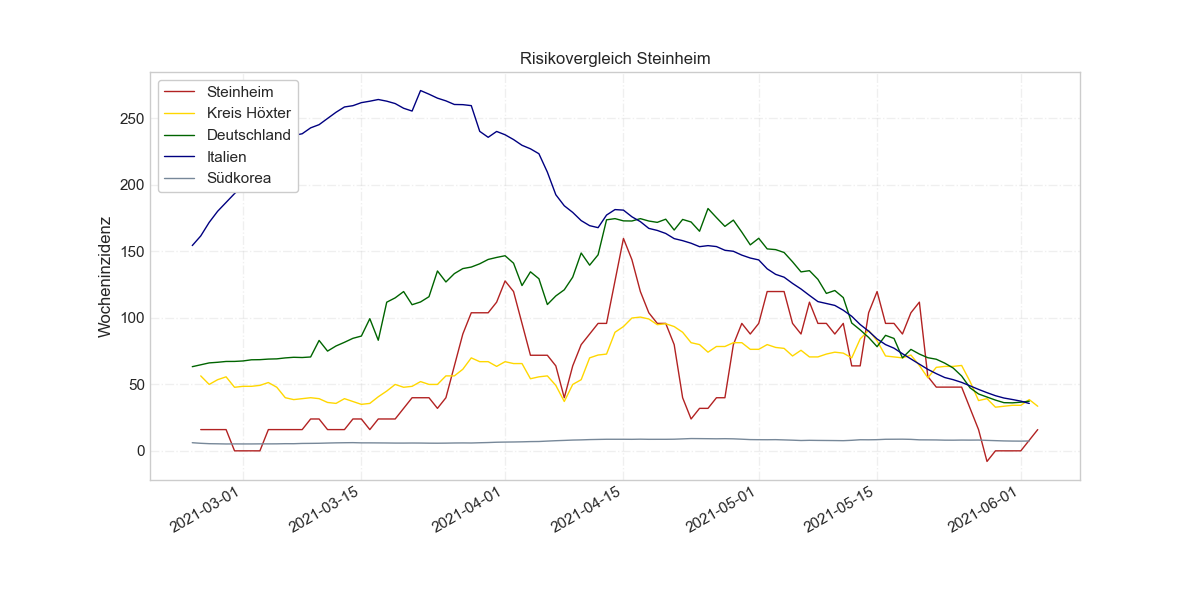 Risikovergleich Steinheim
Steinheim
Kreis Höxter
Deutschland
Italien
Südkorea
Wocheninzidenz
250
200
150
100
50
0
2021-03-01
2021-03-15
2021-04-01
2021-04-15
2021-05-01
2021-05-15
2021-06-01